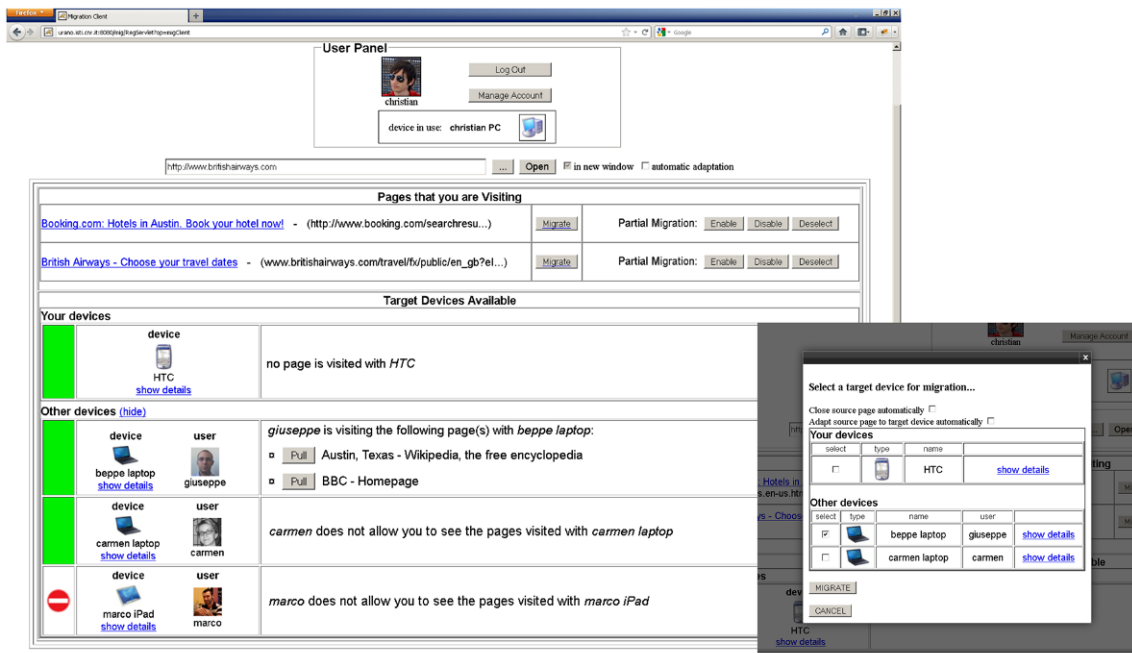 Firefox
Migration Client
urano.isti.cnr.it:8080/mig/RegServlet?sp=migClient
Google
User Panel
christian
Log Out
Manage Account
device in use: christian PC
http://www.britishairways.com
...
Open
in new window
automatic adaptation
Pages that you are Visiting
Booking.com: Hotels in Austin. Book your hotel now! - (http://www.booking.com/searchresu...)
Migrate
Partial Migration:
Enable
Disable
Deselect
British Airways - Choose your travel dates - (www.britishairways.com/travel/fx/public/en_gb?eI...)
Migrate
Partial Migration:
Enable
Disable
Deselect
Target Devices Available
Your devices
device
HTC
show details
no page is visited with HTC
Other devices (hide)
device
user
beppe laptop
show details
giuseppe
giuseppe is visiting the following page(s) with beppe laptop:
Pull
Austin, Texas - Wikipedia, the free encyclopedia
Pull
BBC - Homepage
device
user
carmen laptop
show details
carmen
carmen does not allow you to see the pages visited with carmen laptop
device
user
marco iPad
show details
marco
marco does not allow you to see the pages visited with marco iPad
christian
Manage Account
x
Select a target device for migration...
Close source page automatically
Adapt source page to target device automatically
Your devices
select
type
name
HTC
show details
Other devices
select
type
name
user
beppe laptop
giuseppe
show details
carmen laptop
carmen
show details
MIGRATE
CANCEL
HTC
show details